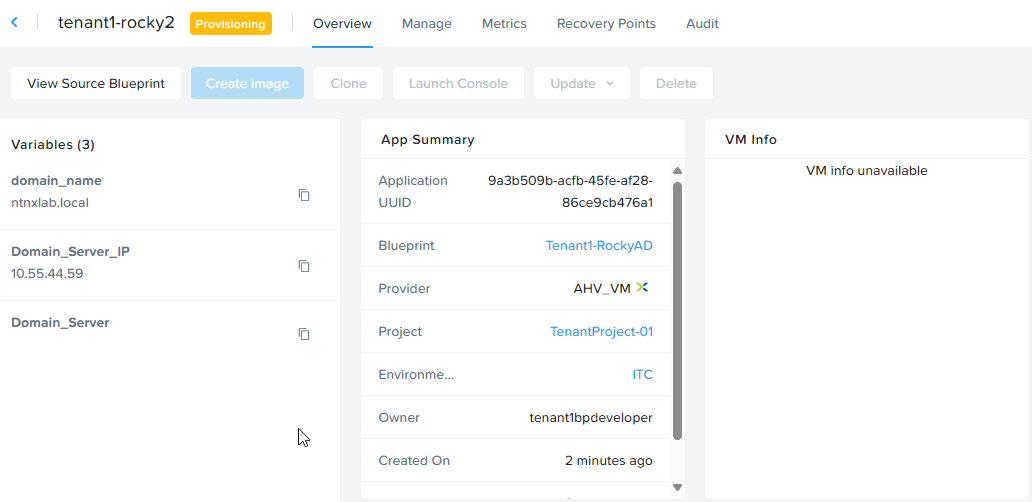 tenant1-rocky2
Provisioning
Overview
Manage
Metrics
Recovery Points
Audit
View Source Blueprint
Create Image
Clone
Launch Console
Update
Delete
Variables (3)
domain_name
ntnxlab.local
Domain_Server_IP
10.55.44.59
Domain_Server
App Summary
Application UUID
9a3b509b-acfb-45fe-af28-
86ce9cb476a1
Blueprint
Tenant1-RockyAD
Provider
AHV_VM
Project
TenantProject-01
Environme...
ITC
Owner
tenant1bpdeveloper
Created On
2 minutes ago
VM Info
VM info unavailable